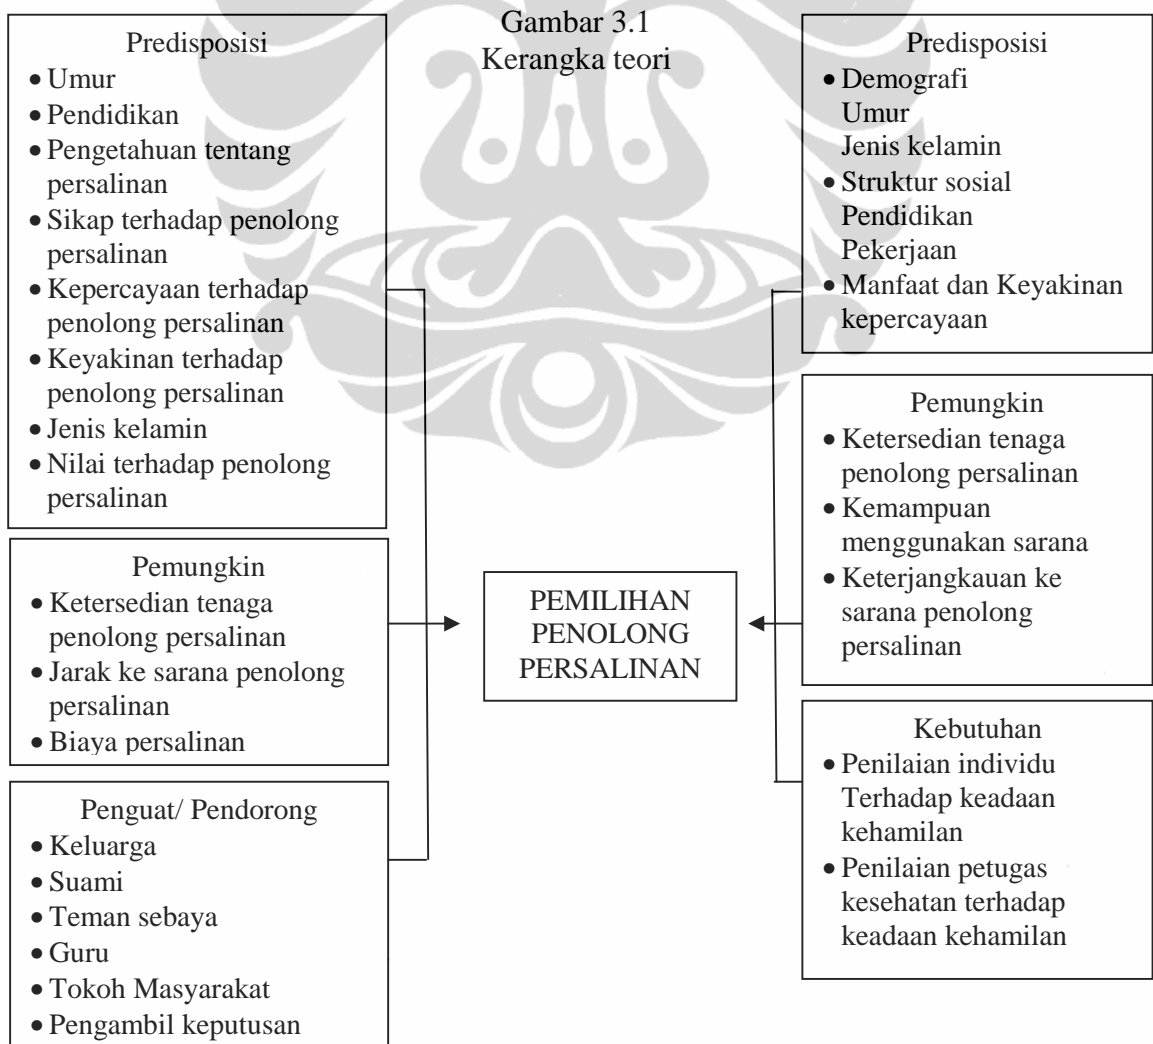 Gambar 3.1
Kerangka teori
Predisposisi
• Umur
• Pendidikan
• Pengetahuan tentang
persalinan
• Sikap terhadap penolong
persalinan
• Kepercayaan terhadap
penolong persalinan
• Keyakinan terhadap
penolong persalinan
• Jenis kelamin
• Nilai terhadap penolong
persalinan
Pemungkin
• Ketersedian tenaga
penolong persalinan
• Jarak ke sarana penolong
persalinan
• Biaya persalinan
Penguat/ Pendorong
• Keluarga
• Suami
• Teman sebaya
• Guru
• Tokoh Masyarakat
• Pengambil keputusan
PEMILIHAN
PENOLONG
PERSALINAN
Predisposisi
• Demografi
Umur
Jenis kelamin
• Struktur sosial
Pendidikan
Pekerjaan
• Manfaat dan Keyakinan
kepercayaan
Pemungkin
• Ketersedian tenaga
penolong persalinan
• Kemampuan
menggunakan sarana
• Keterjangkauan ke
sarana penolong
persalinan
Kebutuhan
• Penilaian individu
Terhadap keadaan
kehamilan
• Penilaian petugas
kesehatan terhadap
keadaan kehamilan